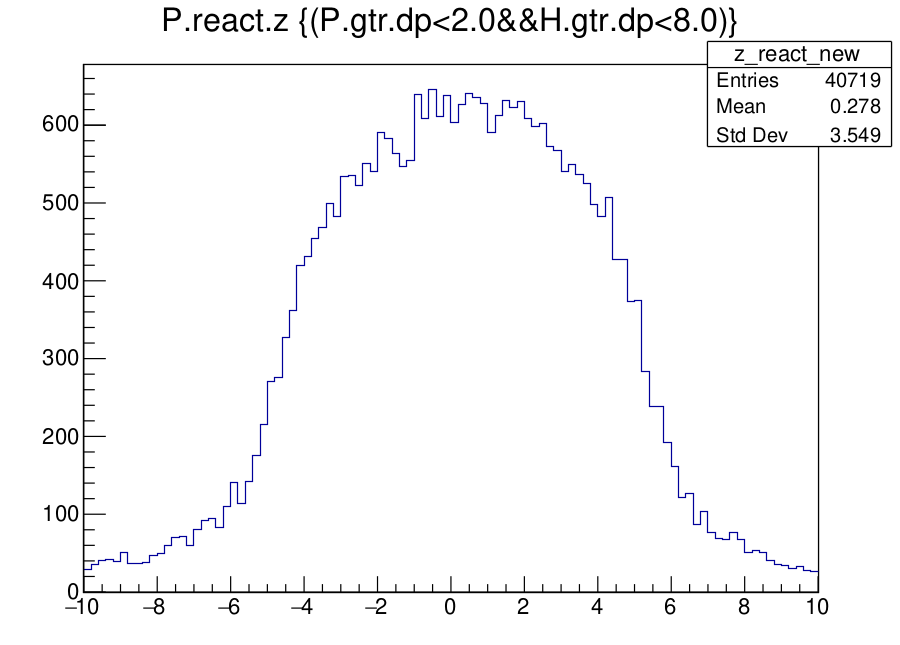 P.react.z {(P.gtr.dp<2.0&&H.gtr.dp<8.0)}
z_react_new
Entries 40719
Mean 0.278
Std Dev 3.549
600
500
400
300
200
100
0
−10 −8 −6 −4 −2 0 2 4 6 8 10